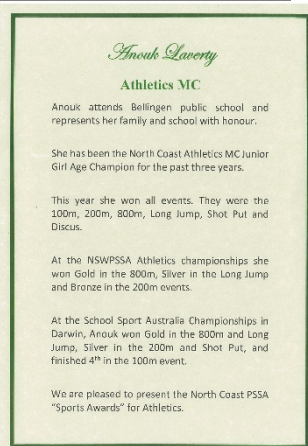 Anouk Laverty
Athletics MC
Anouk attends Bellingen public school and
represents her family and school with honour.
She has been the North Coast Athletics MC Junior
Girl Age Champion for the past three years.
This year she won all events. They were the
100m, 200m, 800m, Long Jump, Shot Put and
Discus.
At the NSWPSSA Athletics championships she
won Gold in the 800m, Silver in the Long Jump
and Bronze in the 200m events.
At the School Sport Australia Championships in
Darwin, Anouk won Gold in the 800m and Long
Jump, Silver in the 200m and Shot Put, and
finished 4th in the 100m event.
We are pleased to present the North Coast PSSA
“Sports Awards” for Athletics.